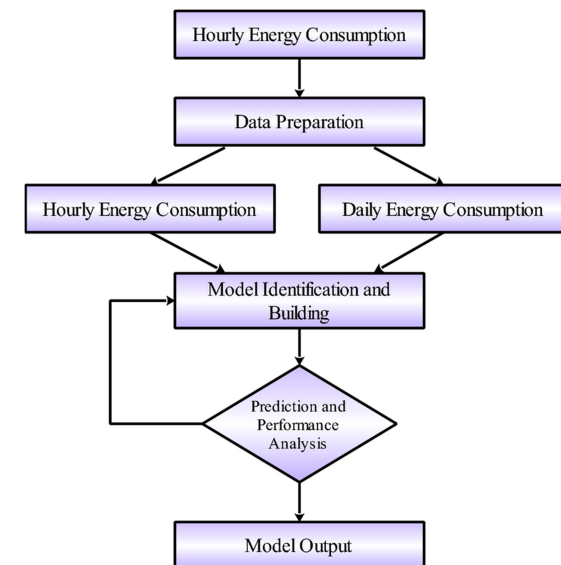 Hourly Energy Consumption
Data Preparation
Hourly Energy Consumption
Daily Energy Consumption
Model Identification and
Building
Prediction and
Performance
Analysis
Model Output